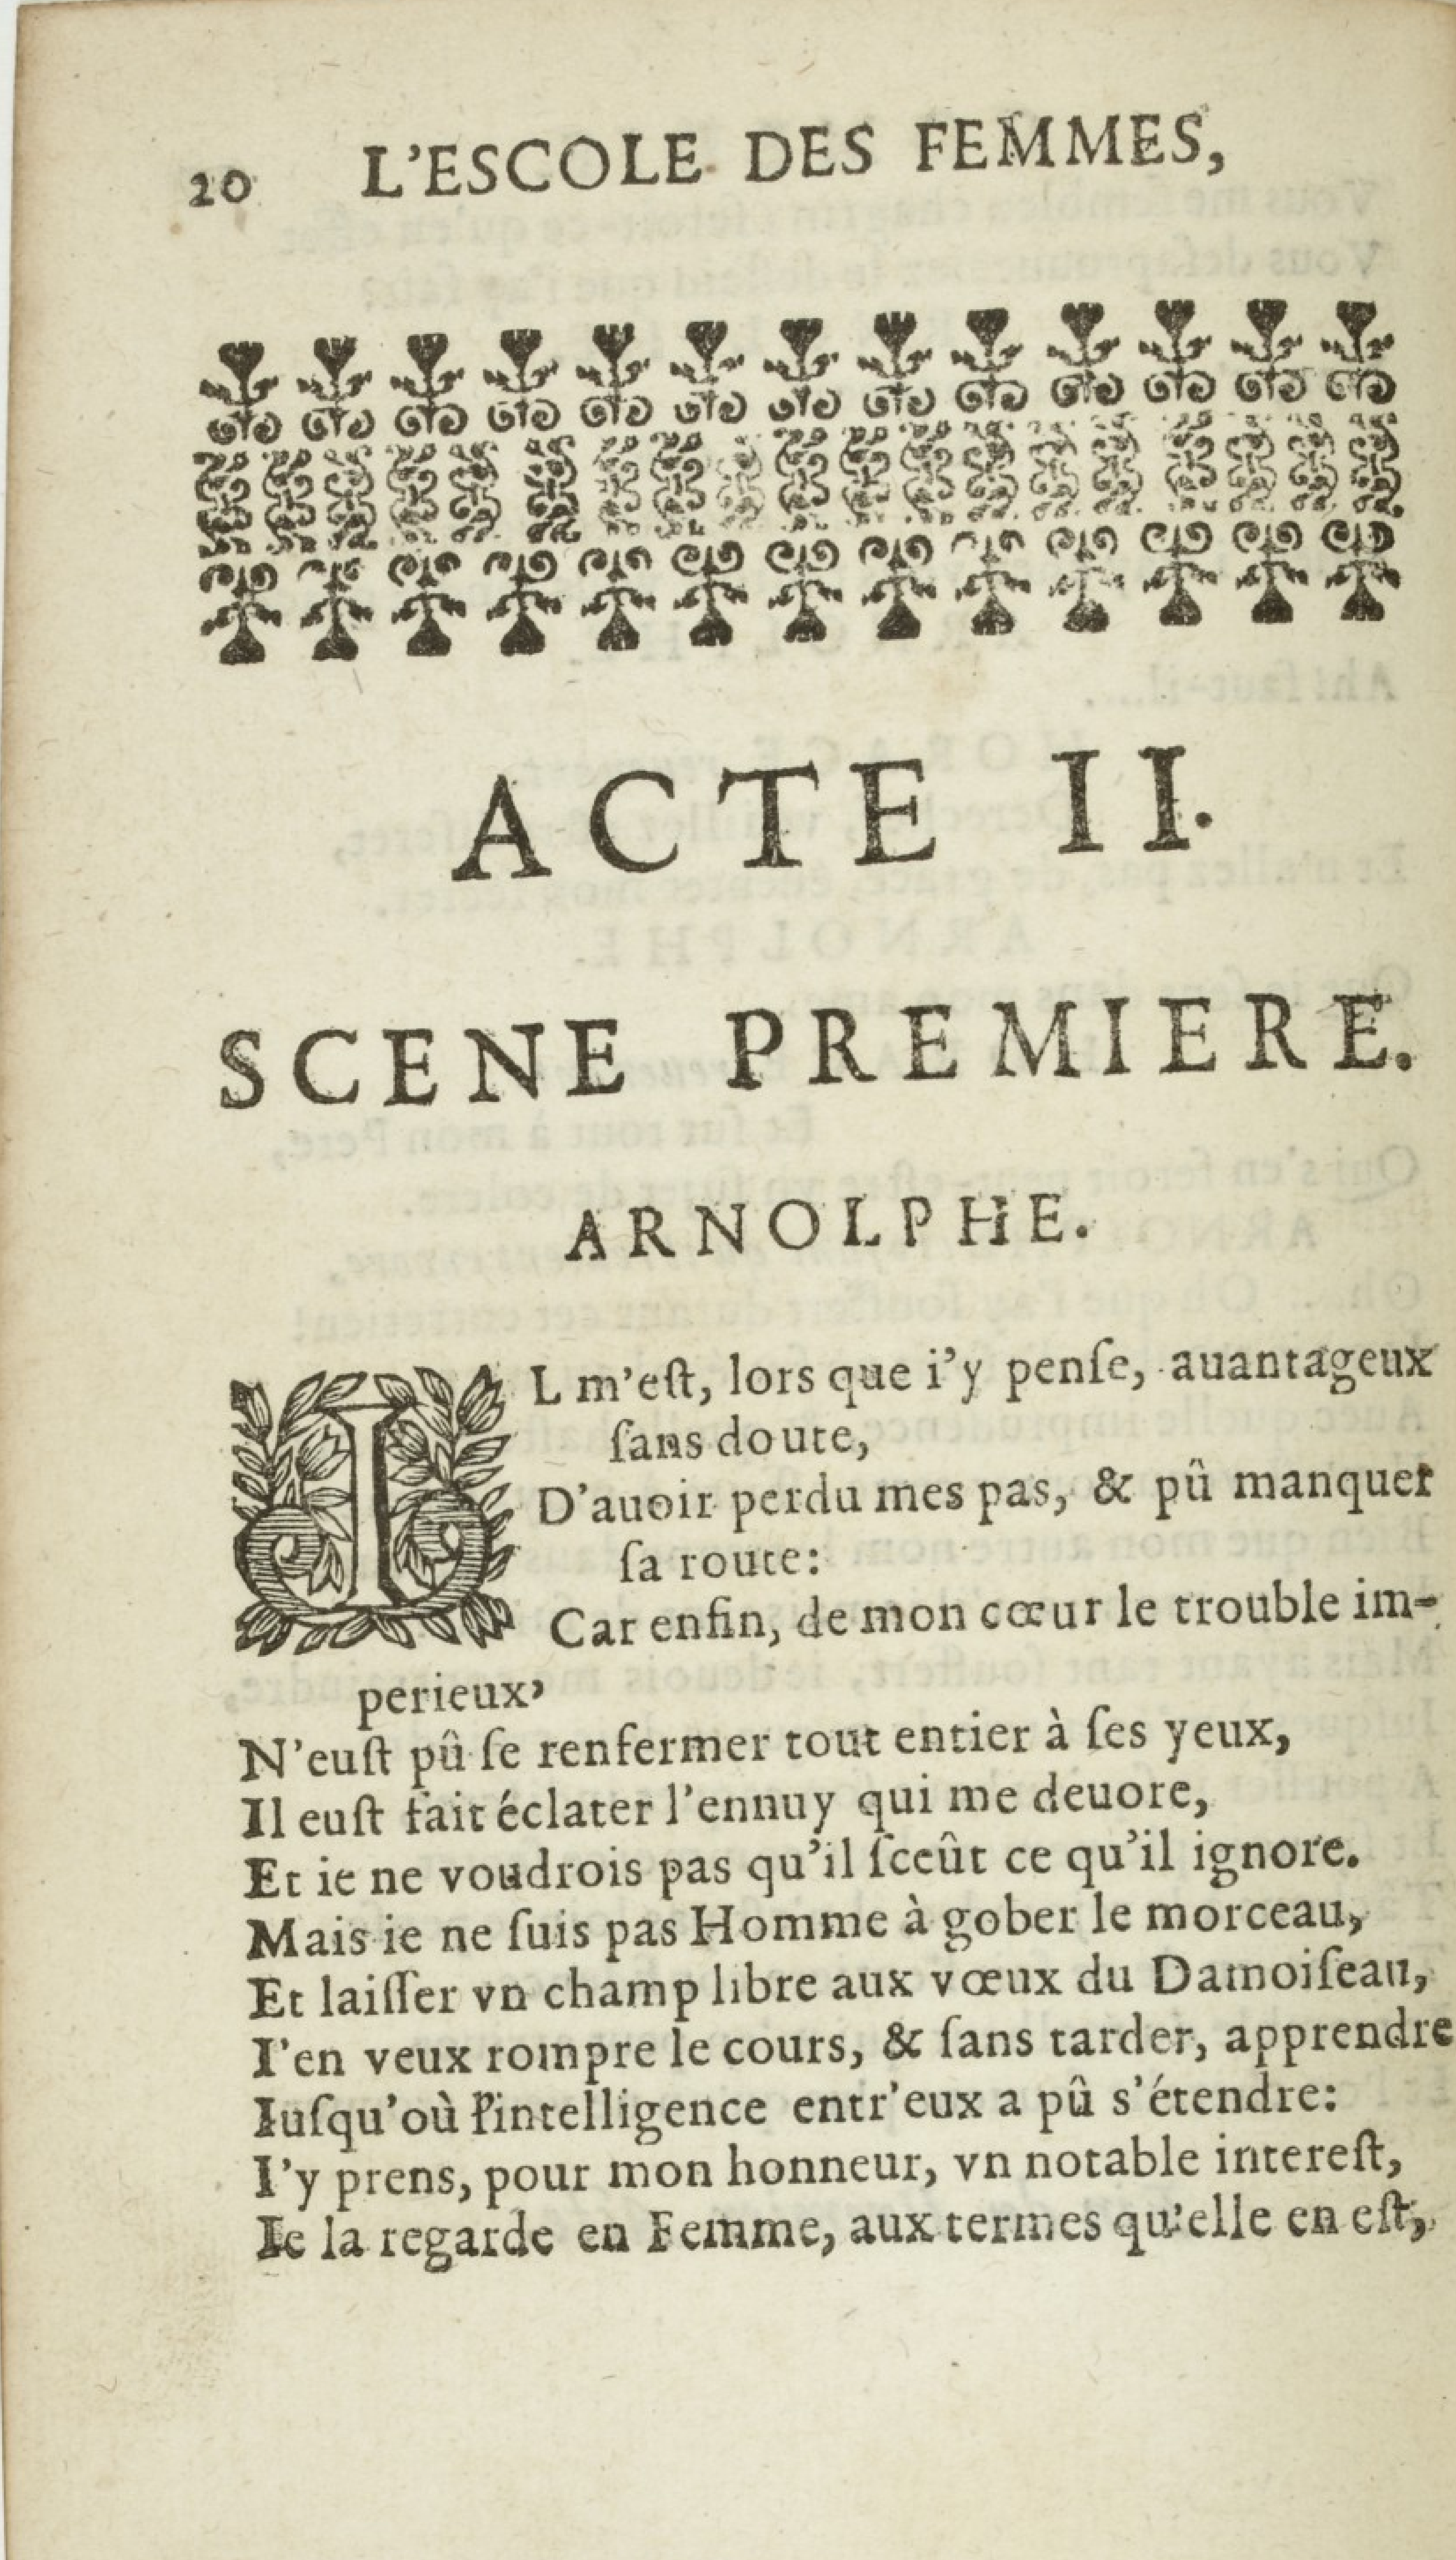 20 L'ESCOLE DES FEMMES,
ACTE II.
SCENE PREMIERE.
ARNOLPHE.
IL m'eſt, lors que i'y penſe, auantageux
ſans doute,
D'auoir perdu mes pas, & pû manquer
ſa route:
Car enfin, de mon cœur le trouble im-
perieux,
N'euſt pû ſe renfermer tout entier à ſes yeux,
Il euſt fait éclater l'ennuy qui me deuore,
Et ie ne voudrois pas qu'il ſceût ce qu'il ignore.
Mais ie ne ſuis pas Homme à gober le morceau,
Et laiſſer vn champ libre aux vœux du Damoiſeau,
I'en veux rompre le cours, & ſans tarder, apprendre
Iuſqu'où l'intelligence entr'eux a pû s'étendre:
I'y prens, pour mon honneur, vn notable intereſt,
Ie la regarde en Femme, aux termes qu'elle en eſt,